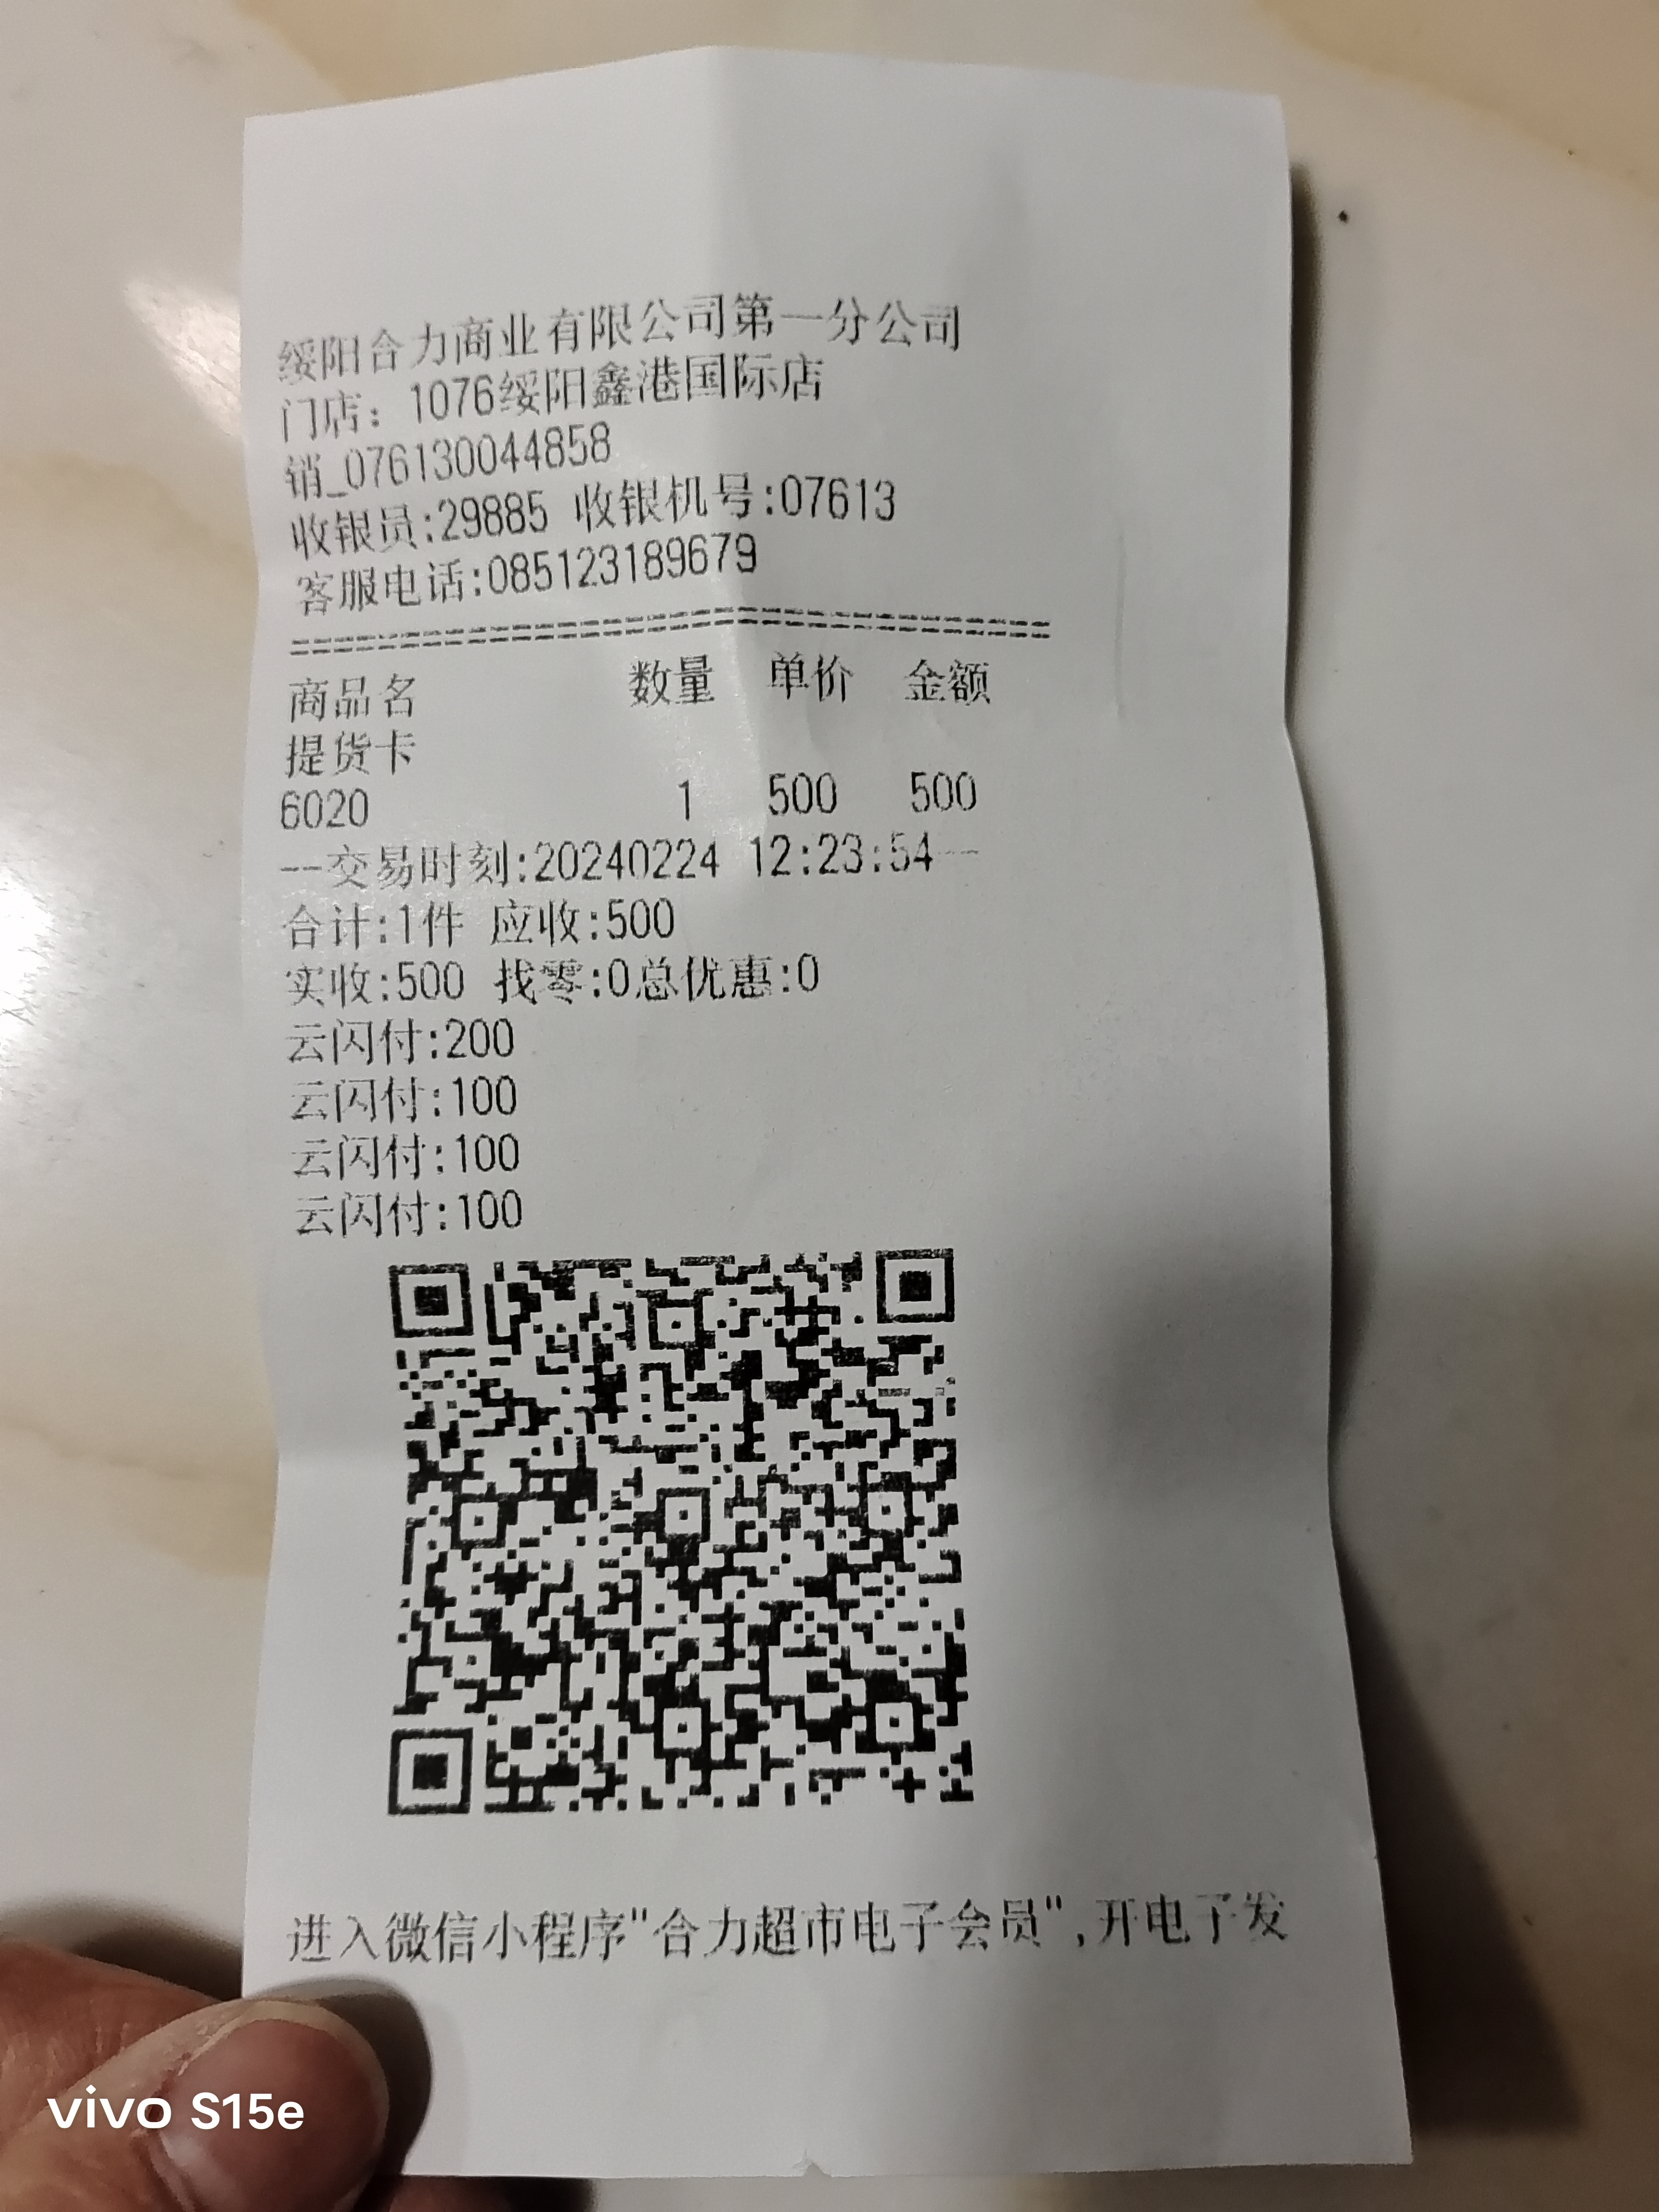 绥阳合力商业有限公司第一分公司
门店：1076绥阳鑫港国际店
销_076130044858
收银员:29885 收银机号:07613
客服电话:085123189679
商品名 数量 单价 金额
提货卡
6020 1 500 500
--交易时刻:20240224 12:23:54--
合计:1件 应收:500
实收:500 找零:0总优惠:0
云闪付:200
云闪付:100
云闪付:100
云闪付:100
进入微信小程序"合力超市电子会员",开电子发
vivo S15e